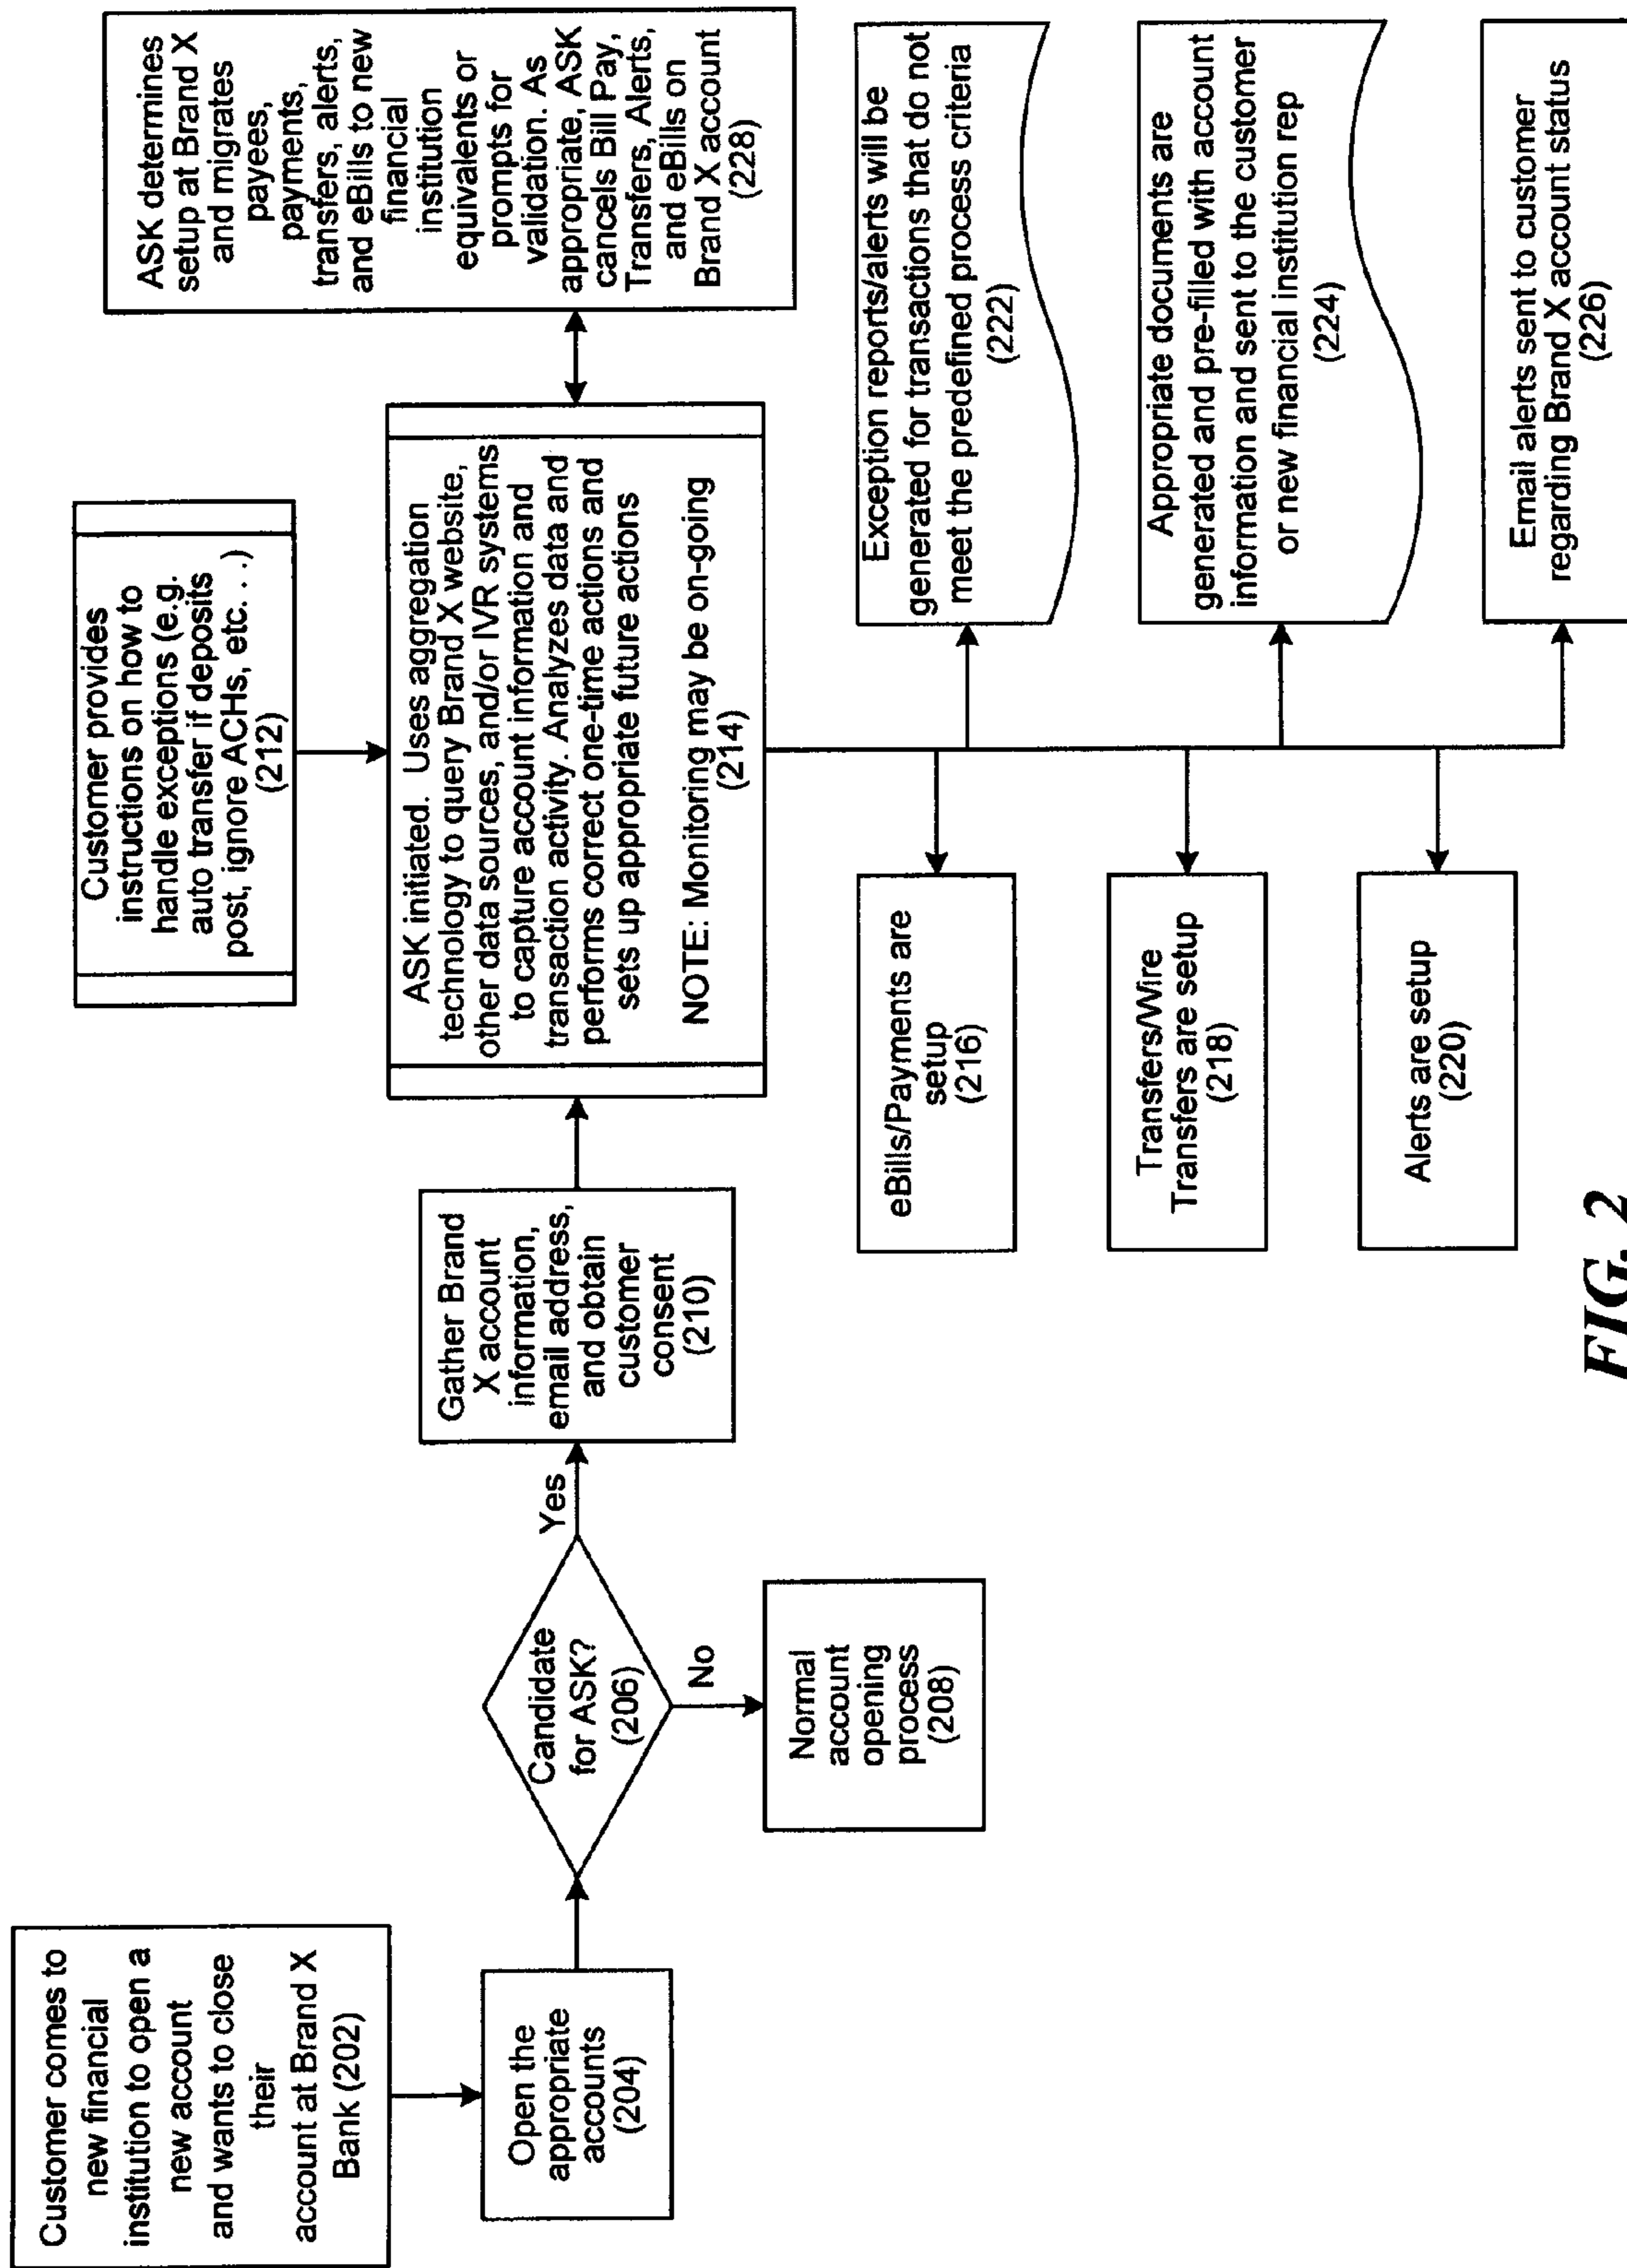 Customer comes to
new financial
institution to open a
new account
and wants to close
their
account at Brand X
Bank (202)
Open the
appropriate
accounts
(204)
Candidate
for ASK?
(206)
Yes
No
Normal
account
opening
process
(208)
Gather Brand
X account
information,
email address,
and obtain
customer
consent
(210)
Customer provides
instructions on how to
handle exceptions (e.g.
auto transfer if deposits
post, ignore ACHs, etc. . .)
(212)
ASK initiated. Uses aggregation
technology to query Brand X website,
other data sources, and/or IVR systems
to capture account information and
transaction activity. Analyzes data and
performs correct one-time actions and
sets up appropriate future actions
NOTE: Monitoring may be on-going
(214)
ASK determines
setup at Brand X
and migrates
payees,
payments,
transfers, alerts,
and eBills to new
financial
institution
equivalents or
prompts for
validation. As
appropriate, ASK
cancels Bill Pay,
Transfers, Alerts,
and eBills on
Brand X account
(228)
eBills/Payments are
setup
(216)
Transfers/Wire
Transfers are setup
(218)
Alerts are setup
(220)
Exception reports/alerts will be
generated for transactions that do not
meet the predefined process criteria
(222)
Appropriate documents are
generated and pre-filled with account
information and sent to the customer
or new financial institution rep
(224)
Email alerts sent to customer
regarding Brand X account status
(226)
FIG. 2